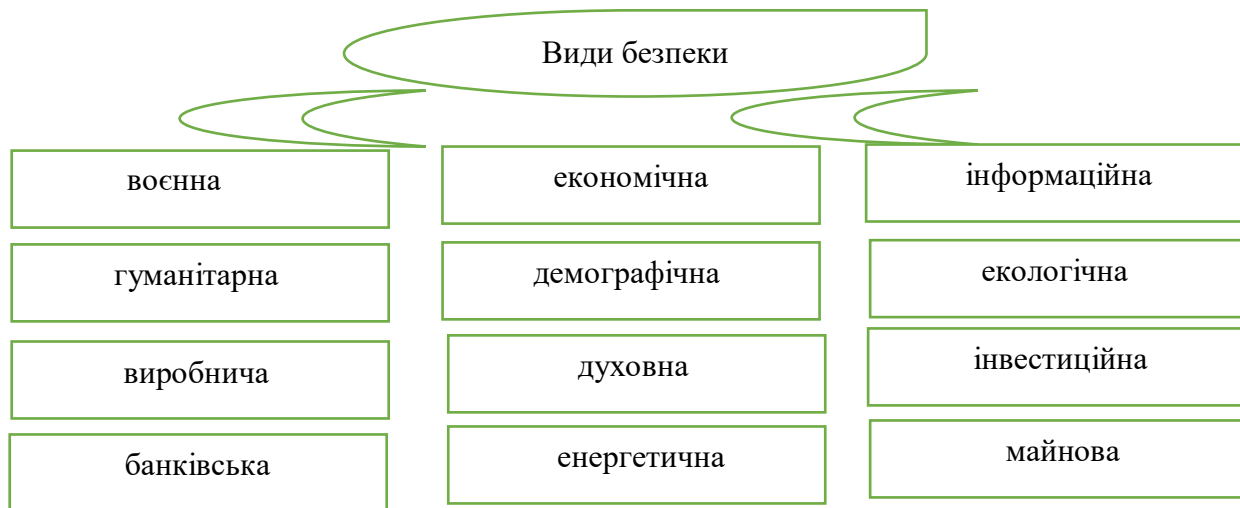 Види безпеки
воєнна
економічна
інформаційна
гуманітарна
демографічна
екологічна
виробнича
духовна
інвестиційна
банківська
енергетична
майнова